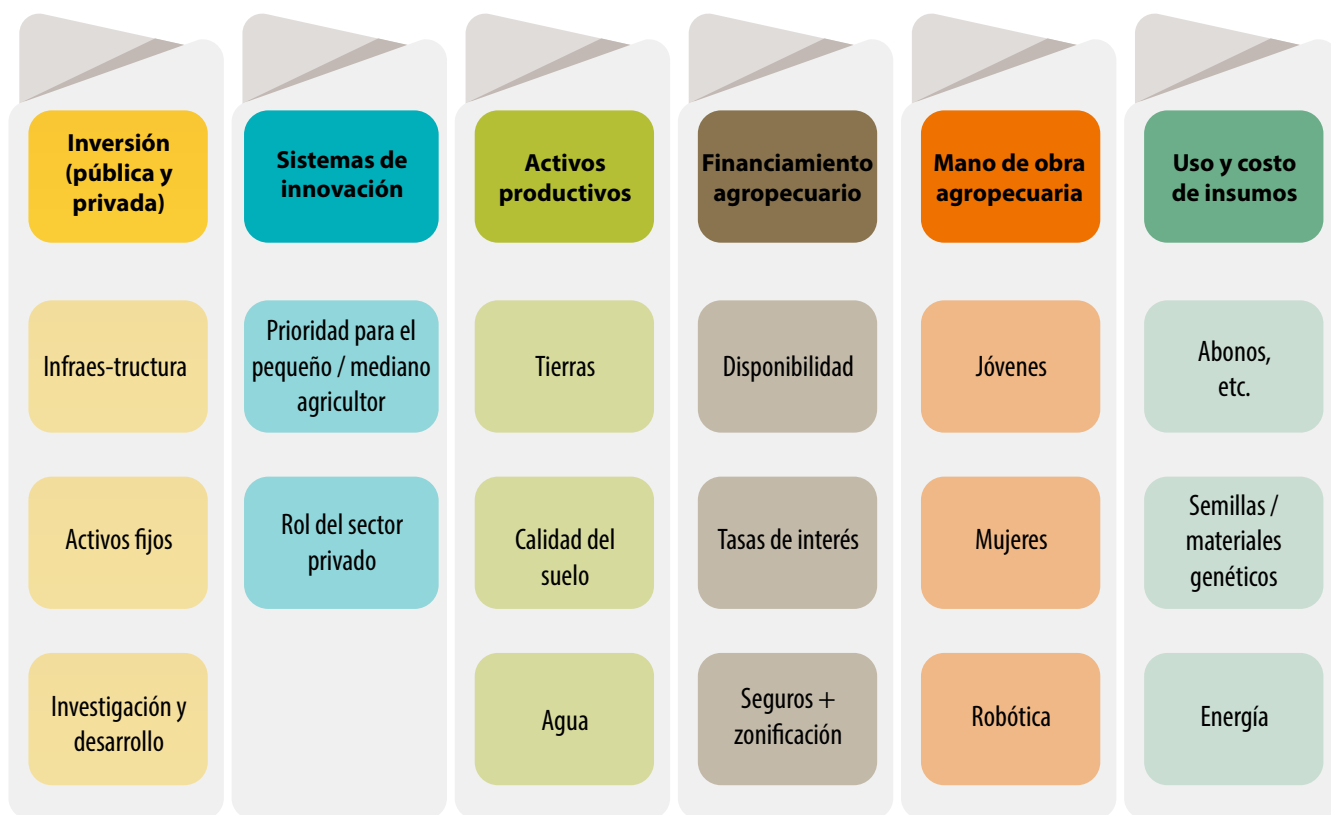 Inversión
(pública y
privada)
Infraes-tructura
Activos fijos
Investigación y
desarrollo
Sistemas de
innovación
Prioridad para el
pequeño / mediano
agricultor
Rol del sector
privado
Activos
productivos
Tierras
Calidad del
suelo
Agua
Financiamiento
agropecuario
Disponibilidad
Tasas de interés
Seguros +
zonificación
Mano de obra
agropecuaria
Jóvenes
Mujeres
Robótica
Uso y costo
de insumos
Abonos,
etc.
Semillas /
materiales
genéticos
Energía